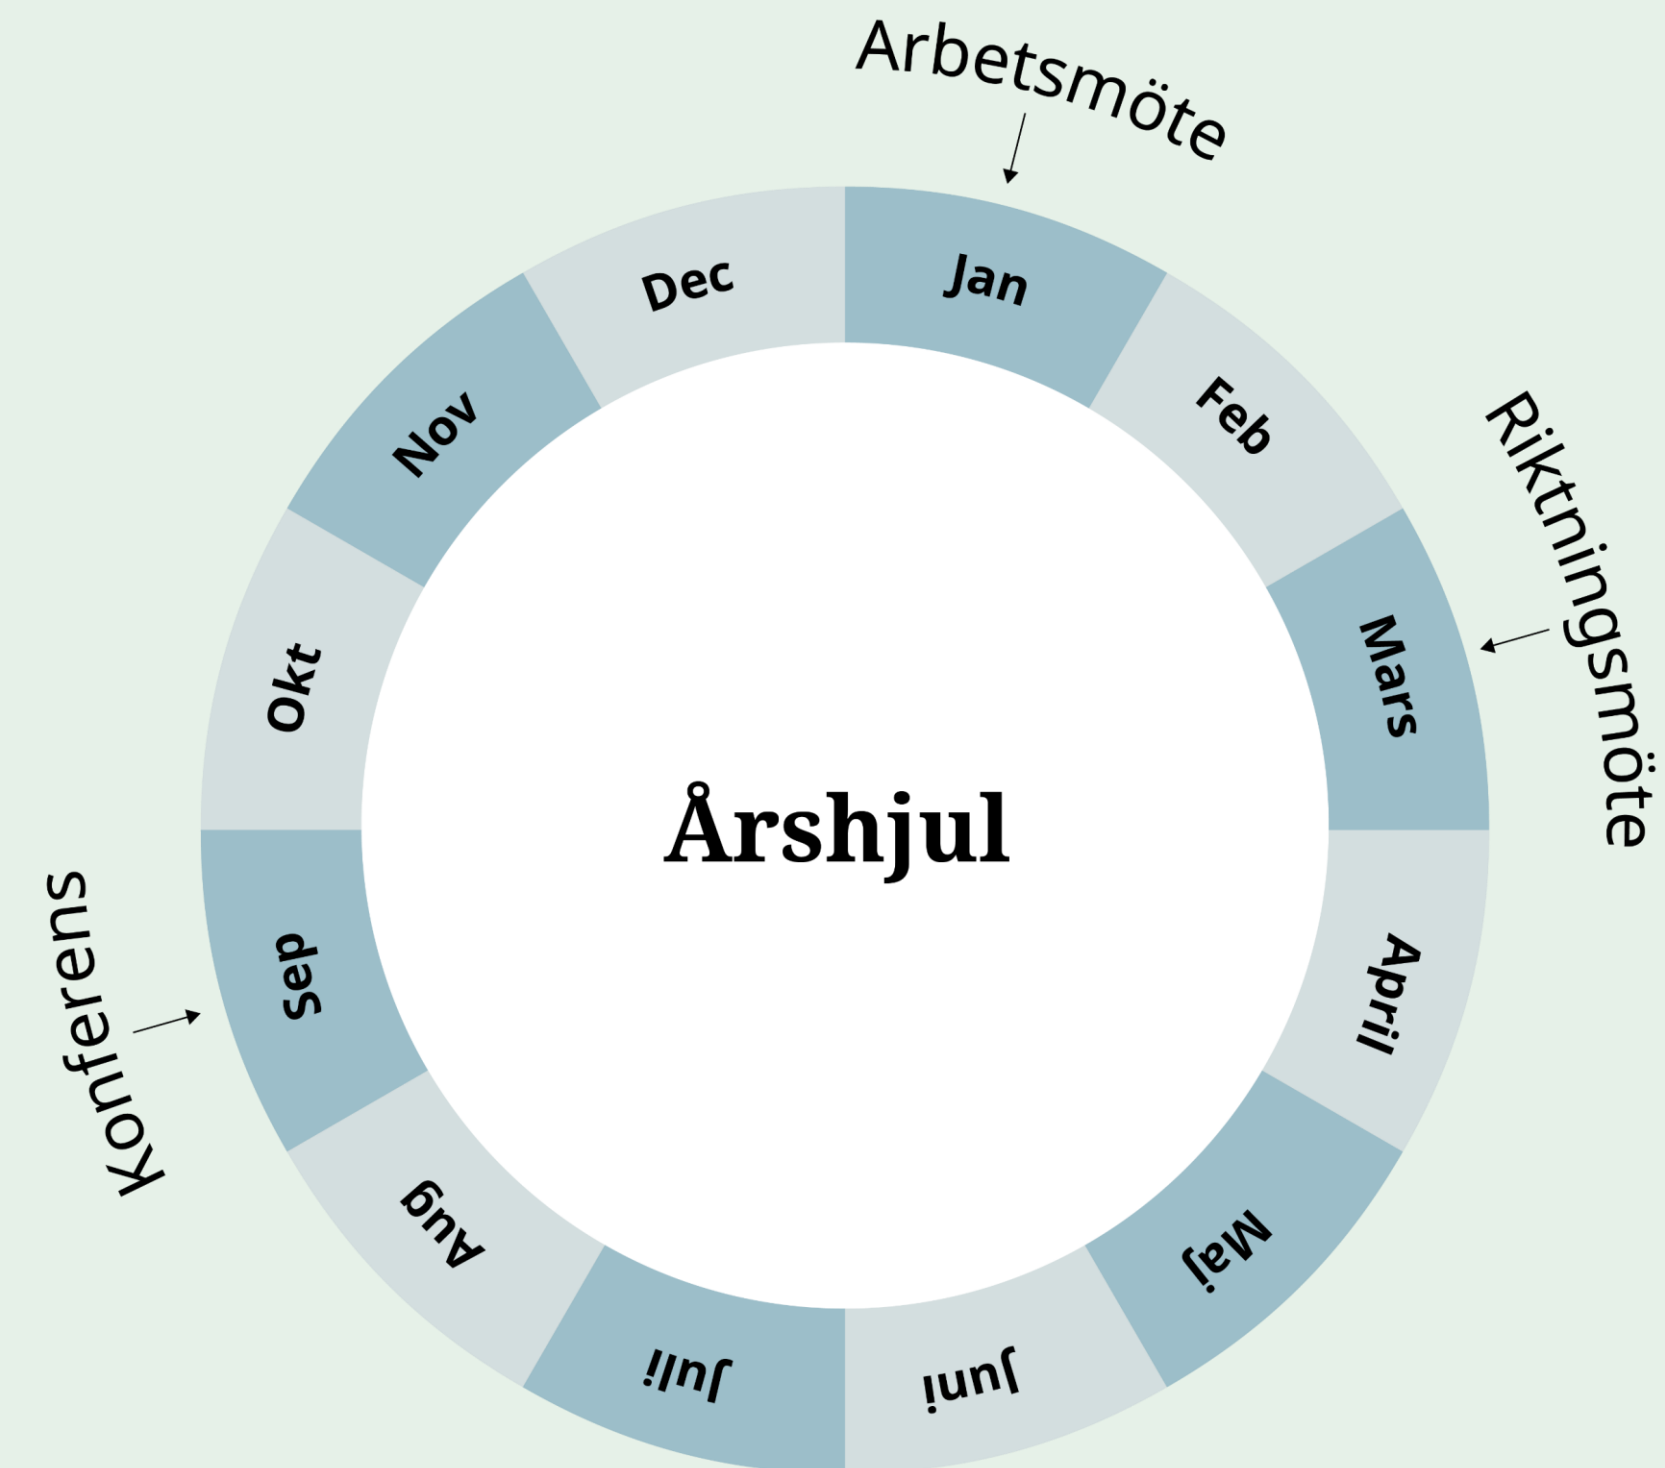 Arbetsmöte
Jan
Feb
Mars
Riktningsmöte
April
Maj
Juni
Juli
Aug
Sep
Konferens
Okt
Nov
Dec
Årshjul